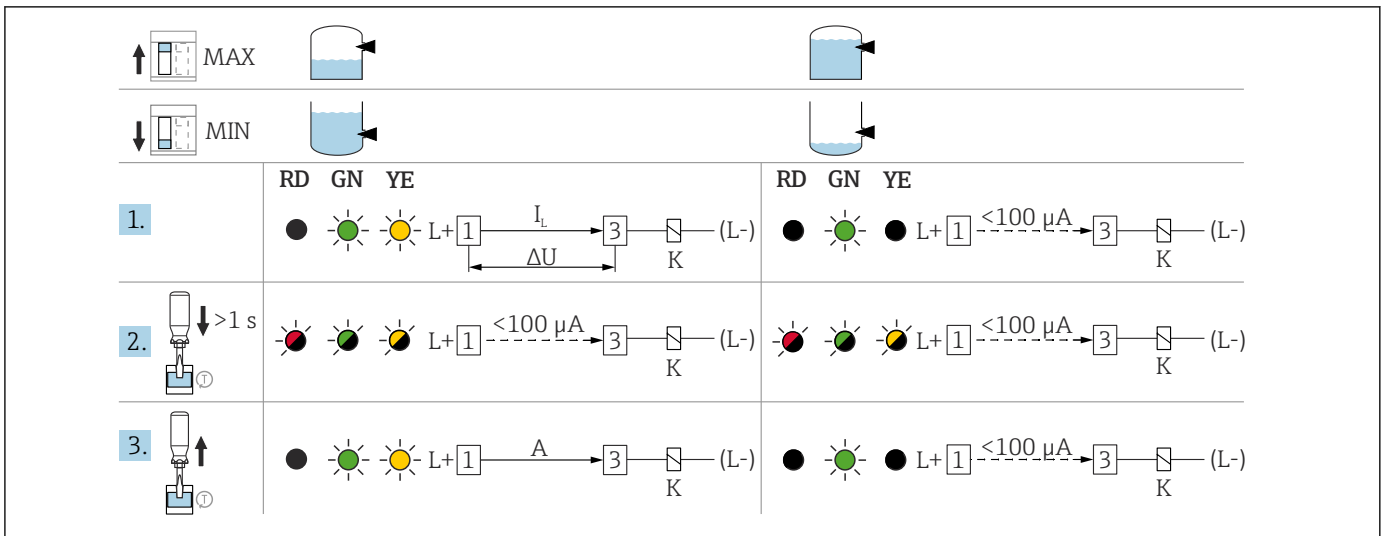 MAX
MIN
RD GN YE RD GN YE
1. L+ 1 I_L 3 (L-) L+ 1 <100 µA 3 (L-)
ΔU K K
2. >1 s L+ 1 <100 µA 3 (L-) L+ 1 <100 µA 3 (L-)
T K K
3. L+ 1 A 3 (L-) L+ 1 <100 µA 3 (L-)
T K K